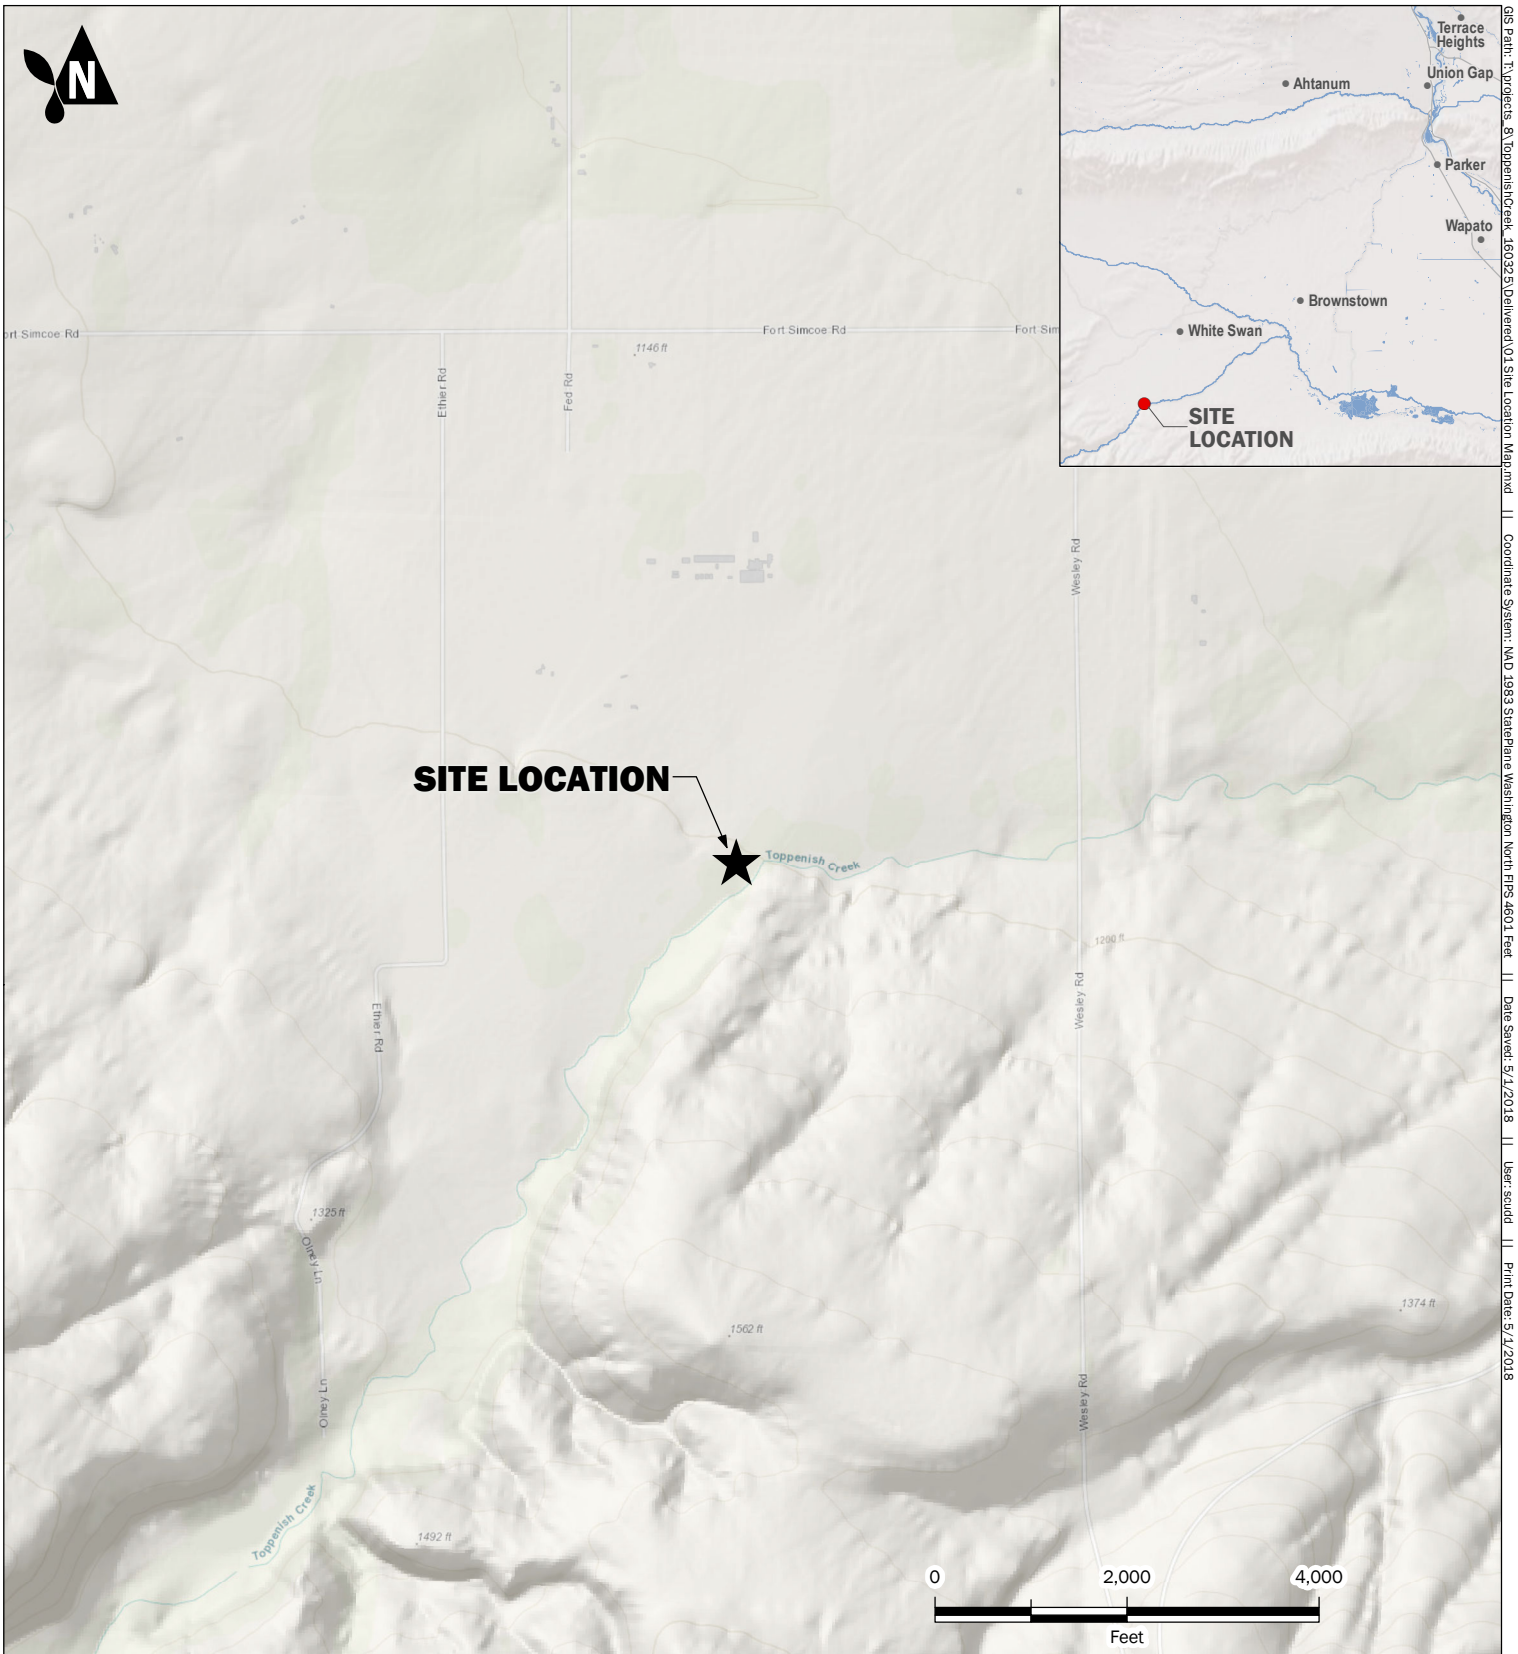 N
Terrace
Heights
Union Gap
Ahtanum
Parker
Wapato
Brownstown
White Swan
SITE
LOCATION
ort Simcoe Rd
Fort Simcoe Rd
Fort Sim
1146 ft
Ethier Rd
Fed Rd
Wesley Rd
SITE LOCATION
Toppenish Creek
1200 ft
Wesley Rd
Ethier Rd
1325 ft
Olney Ln
1374 ft
1562 ft
Olney Ln
Wesley Rd
Toppenish Creek
1492 ft
0 2,000 4,000
Feet
GIS Path: T:\projects_8\ToppenishCreek_160325\Delivered\01 Site Location Map.mxd || Coordinate System: NAD 1983 StatePlane Washington North FIPS 4601 Feet || Date Saved: 5/1/2018 || User: scudd || Print Date: 5/1/2018